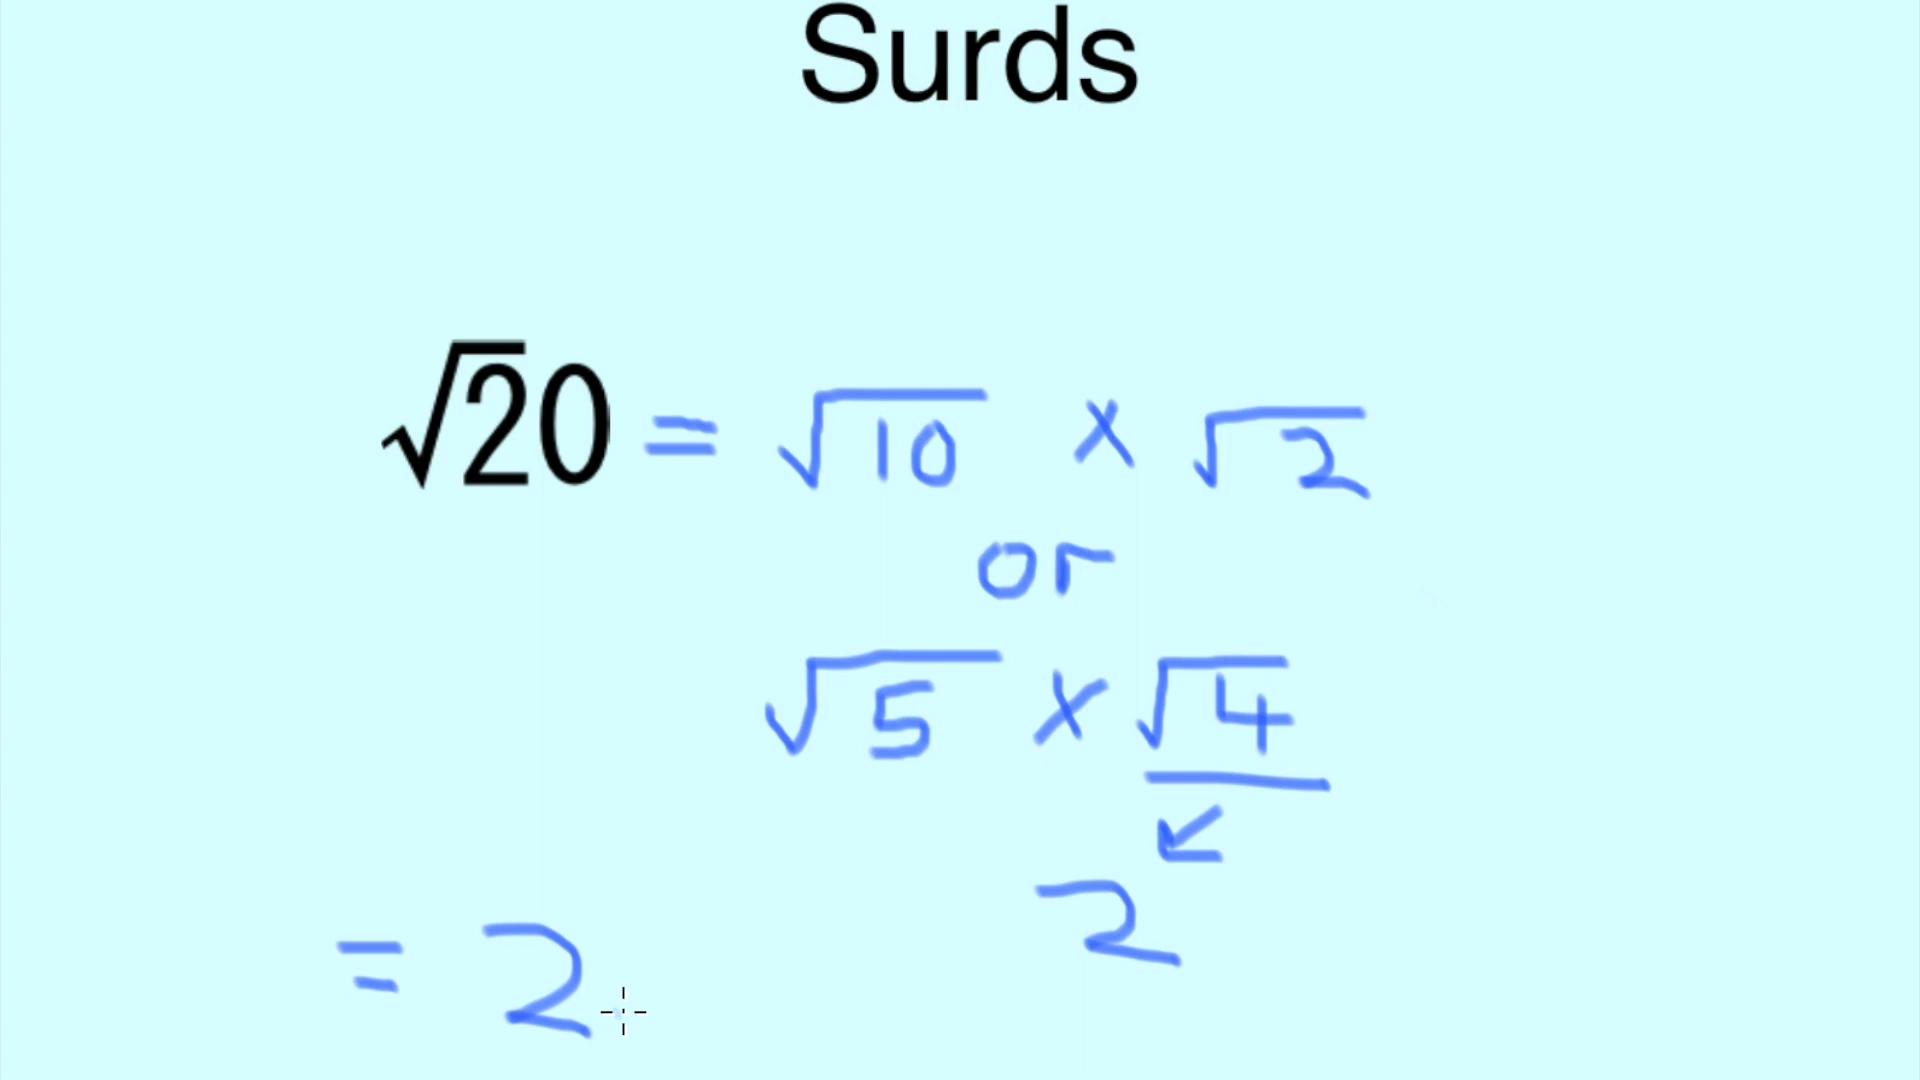 Surds
√20 = √10 × √2
or
√5 × √4
2
= 2